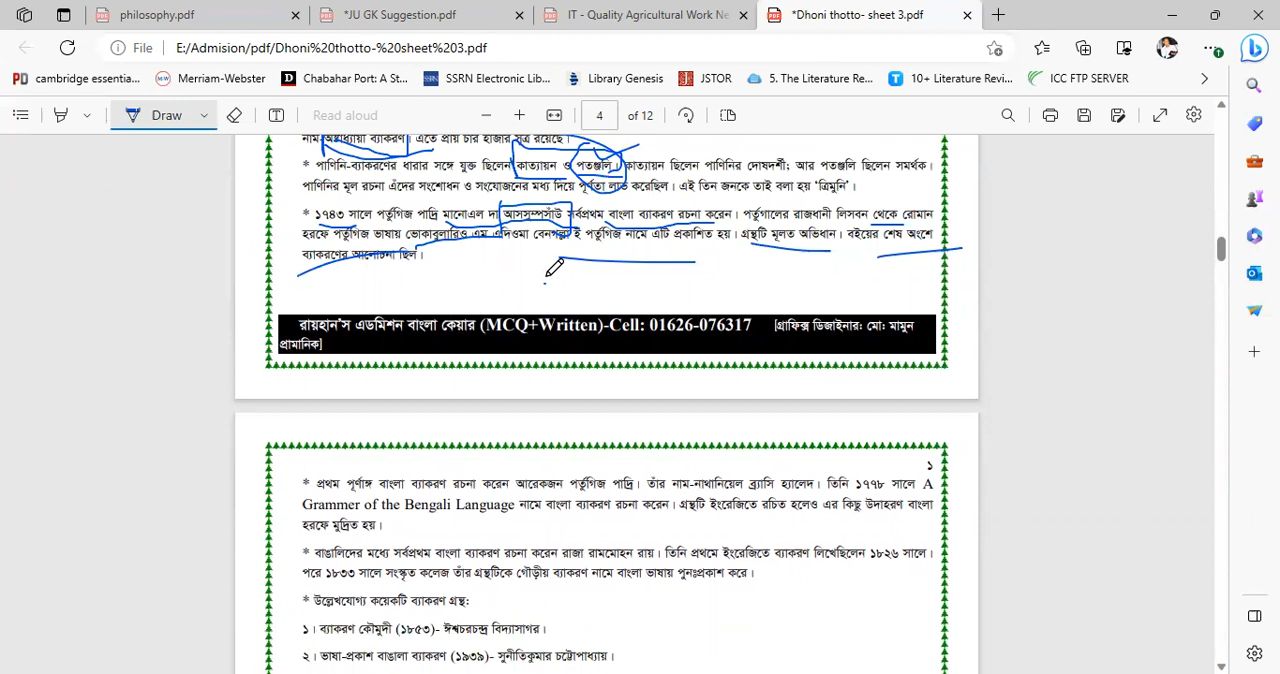 philosophy.pdf
*JU GK Suggestion.pdf
IT - Quality Agricultural Work Ne
*Dhoni thotto- sheet 3.pdf
File
E:/Admision/pdf/Dhoni%20thotto-%20sheet%203.pdf
cambridge essentia...
Merriam-Webster
Chabahar Port: A St...
SSRN Electronic Lib...
Library Genesis
JSTOR
5. The Literature Re...
10+ Literature Revi...
ICC FTP SERVER
Draw
Read aloud
4
of 12
নাম অষ্টাধ্যায়ী ব্যাকরণ। এতে প্রায় চার হাজার সূত্র রয়েছে।
* পাণিনি-ব্যাকরণের ধারার সঙ্গে যুক্ত ছিলেন কাত্যায়ন ও পতঞ্জলি। কাত্যায়ন ছিলেন পাণিনির দোষদর্শী; আর পতঞ্জলি ছিলেন সমর্থক।
পাণিনির মূল রচনা এঁদের সংশোধন ও সংযোজনের মধ্য দিয়ে পূর্ণতা লাভ করেছিল। এই তিন জনকে তাই বলা হয় ‘ত্রিমুনি’।
* ১৭৪৩ সালে পর্তুগিজ পাদ্রি মানোএল দা আসসুম্পসাঁউ সর্বপ্রথম বাংলা ব্যাকরণ রচনা করেন। পর্তুগালের রাজধানী লিসবন থেকে রোমান
হরফে পর্তুগিজ ভাষায় ভোকাবুলারিও এম এদিওমা বেনগল্লা ই পর্তুগিজ নামে এটি প্রকাশিত হয়। গ্রন্থটি মূলত অভিধান। বইয়ের শেষ অংশে
ব্যাকরণের আলোচনা ছিল।
রায়হান’স এডমিশন বাংলা কেয়ার (MCQ+Written)-Cell: 01626-076317 [গ্রাফিক্স ডিজাইনার: মো: মামুন
প্রামানিক]
১
* প্রথম পূর্ণাঙ্গ বাংলা ব্যাকরণ রচনা করেন আরেকজন পর্তুগিজ পাদ্রি। তাঁর নাম-নাথানিয়েল ব্র্যাসি হ্যালেদ। তিনি ১৭৭৮ সালে A
Grammer of the Bengali Language নামে বাংলা ব্যাকরণ রচনা করেন। গ্রন্থটি ইংরেজিতে রচিত হলেও এর কিছু উদাহরণ বাংলা
হরফে মুদ্রিত হয়।
* বাঙালিদের মধ্যে সর্বপ্রথম বাংলা ব্যাকরণ রচনা করেন রাজা রামমোহন রায়। তিনি প্রথমে ইংরেজিতে ব্যাকরণ লিখেছিলেন ১৮২৬ সালে।
পরে ১৮৩৩ সালে সংস্কৃত কলেজ তাঁর গ্রন্থটিকে গৌড়ীয় ব্যাকরণ নামে বাংলা ভাষায় পুনঃপ্রকাশ করে।
* উল্লেখযোগ্য কয়েকটি ব্যাকরণ গ্রন্থ:
১। ব্যাকরণ কৌমুদী (১৮৫৩)- ঈশ্বরচন্দ্র বিদ্যাসাগর।
২। ভাষা-প্রকাশ বাঙালা ব্যাকরণ (১৯৩৯)- সুনীতিকুমার চট্টোপাধ্যায়।